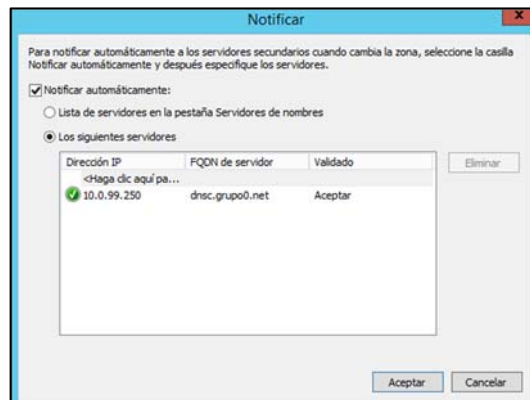 Notificar
x
Para notificar automáticamente a los servidores secundarios cuando cambia la zona, seleccione la casilla
Notificar automáticamente y después especifique los servidores.
Notificar automáticamente:
Lista de servidores en la pestaña Servidores de nombres
Los siguientes servidores
Dirección IP FQDN de servidor Validado
<Haga clic aquí pa...
10.0.99.250 dnsc.grupo0.net Aceptar
Eliminar
Aceptar Cancelar